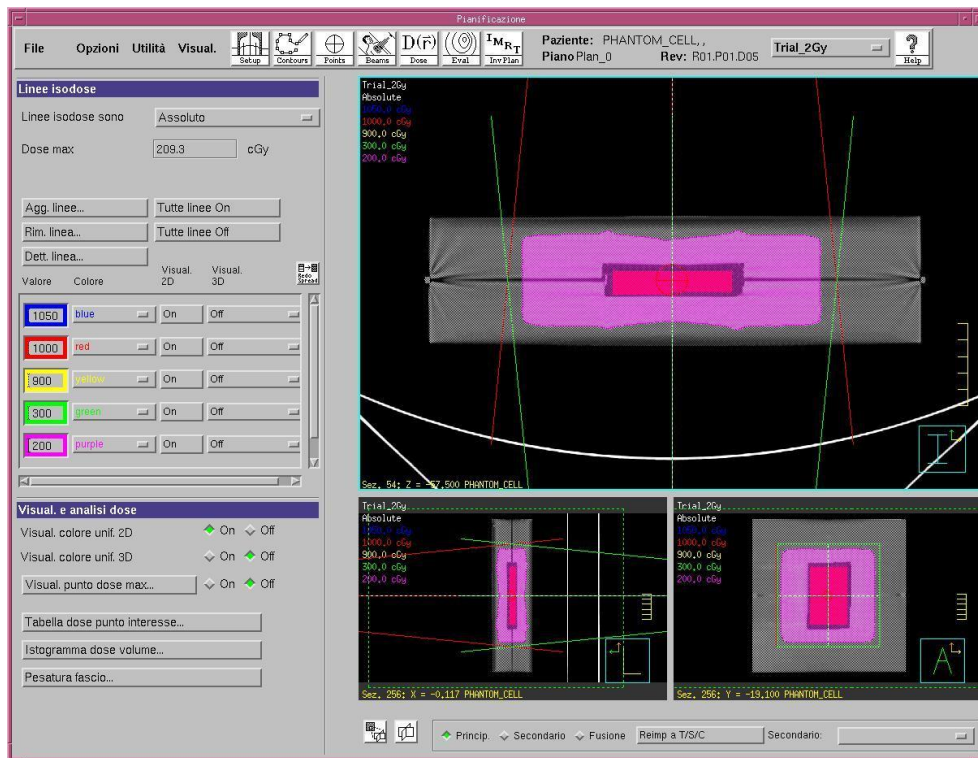 Pianificazione
File Opzioni Utilità Visual.
Setup Contours Points Beams D(r̄) Dose Eval IMRT InvPlan
Paziente: PHANTOM_CELL,,
Piano Plan_0 Rev: R01.P01.D05
Trial_2Gy
? Help
Linee isodose
Linee isodose sono Assoluto
Dose max 209.3 cGy
Agg. linee... Tutte linee On
Rim. linea... Tutte linee Off
Dett. linea...
Valore Colore Visual. 2D Visual. 3D Redo Spread
1050 blue On Off
1000 red On Off
900 yellow On Off
300 green On Off
200 purple On Off
Visual. e analisi dose
Visual. colore unif. 2D On Off
Visual. colore unif. 3D On Off
Visual. punto dose max... On Off
Tabella dose punto interesse...
Istogramma dose volume...
Pesatura fascio...
Trial_2Gy
Absolute
1050.0 cGy
1000.0 cGy
900.0 cGy
300.0 cGy
200.0 cGy
Sez. 54: Z = -57.500 PHANTOM_CELL
Trial_2Gy
Absolute
1050.0 cGy
1000.0 cGy
900.0 cGy
300.0 cGy
200.0 cGy
Sez. 256: X = -0.117 PHANTOM_CELL
Trial_2Gy
Absolute
1050.0 cGy
1000.0 cGy
900.0 cGy
300.0 cGy
200.0 cGy
A
Sez. 256: Y = -19.100 PHANTOM_CELL
Princip. Secondario Fusione Reimp a T/S/C Secondario: